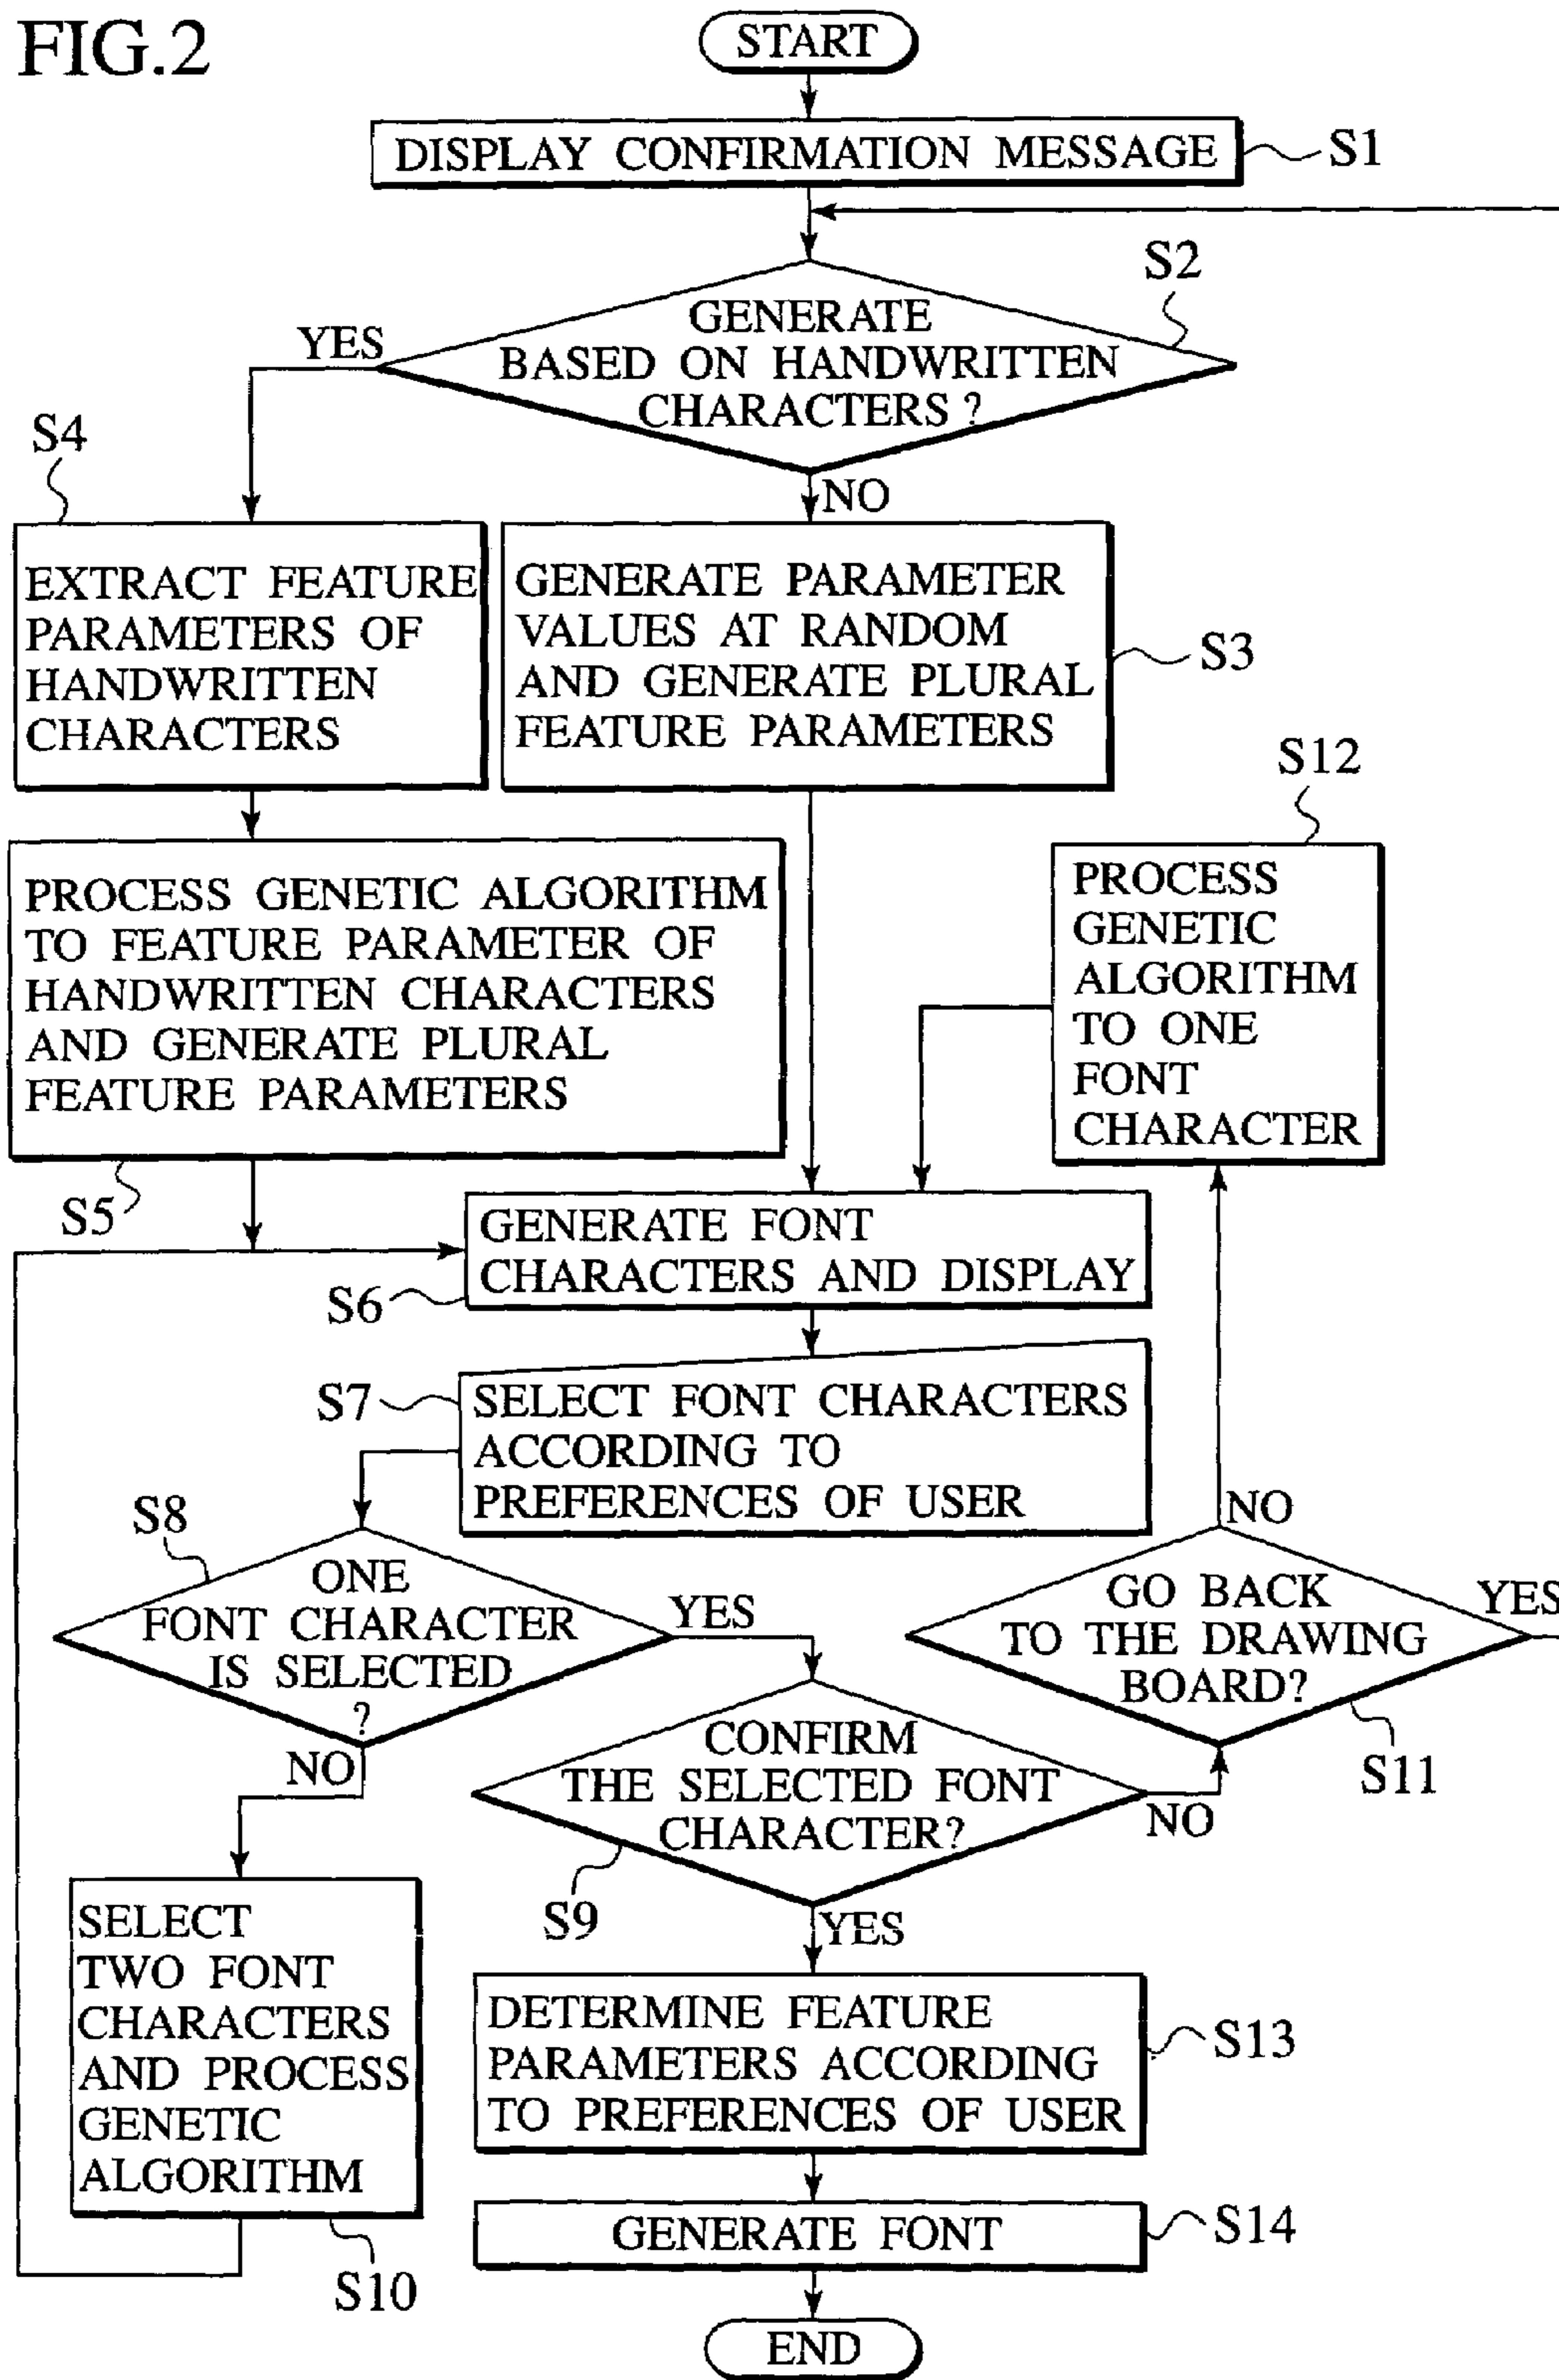 FIG.2
START
DISPLAY CONFIRMATION MESSAGE
S1
S2
GENERATE
BASED ON HANDWRITTEN
CHARACTERS ?
YES
NO
S4
EXTRACT FEATURE
PARAMETERS OF
HANDWRITTEN
CHARACTERS
GENERATE PARAMETER
VALUES AT RANDOM
AND GENERATE PLURAL
FEATURE PARAMETERS
S3
S12
PROCESS GENETIC ALGORITHM
TO FEATURE PARAMETER OF
HANDWRITTEN CHARACTERS
AND GENERATE PLURAL
FEATURE PARAMETERS
S5
PROCESS
GENETIC
ALGORITHM
TO ONE
FONT
CHARACTER
GENERATE FONT
CHARACTERS AND DISPLAY
S6
S7
SELECT FONT CHARACTERS
ACCORDING TO
PREFERENCES OF USER
S8
ONE
FONT CHARACTER
IS SELECTED
?
YES
NO
NO
GO BACK
TO THE DRAWING
BOARD?
YES
S11
CONFIRM
THE SELECTED FONT
CHARACTER?
NO
S9
YES
SELECT
TWO FONT
CHARACTERS
AND PROCESS
GENETIC
ALGORITHM
S10
DETERMINE FEATURE
PARAMETERS ACCORDING
TO PREFERENCES OF USER
S13
GENERATE FONT
S14
END